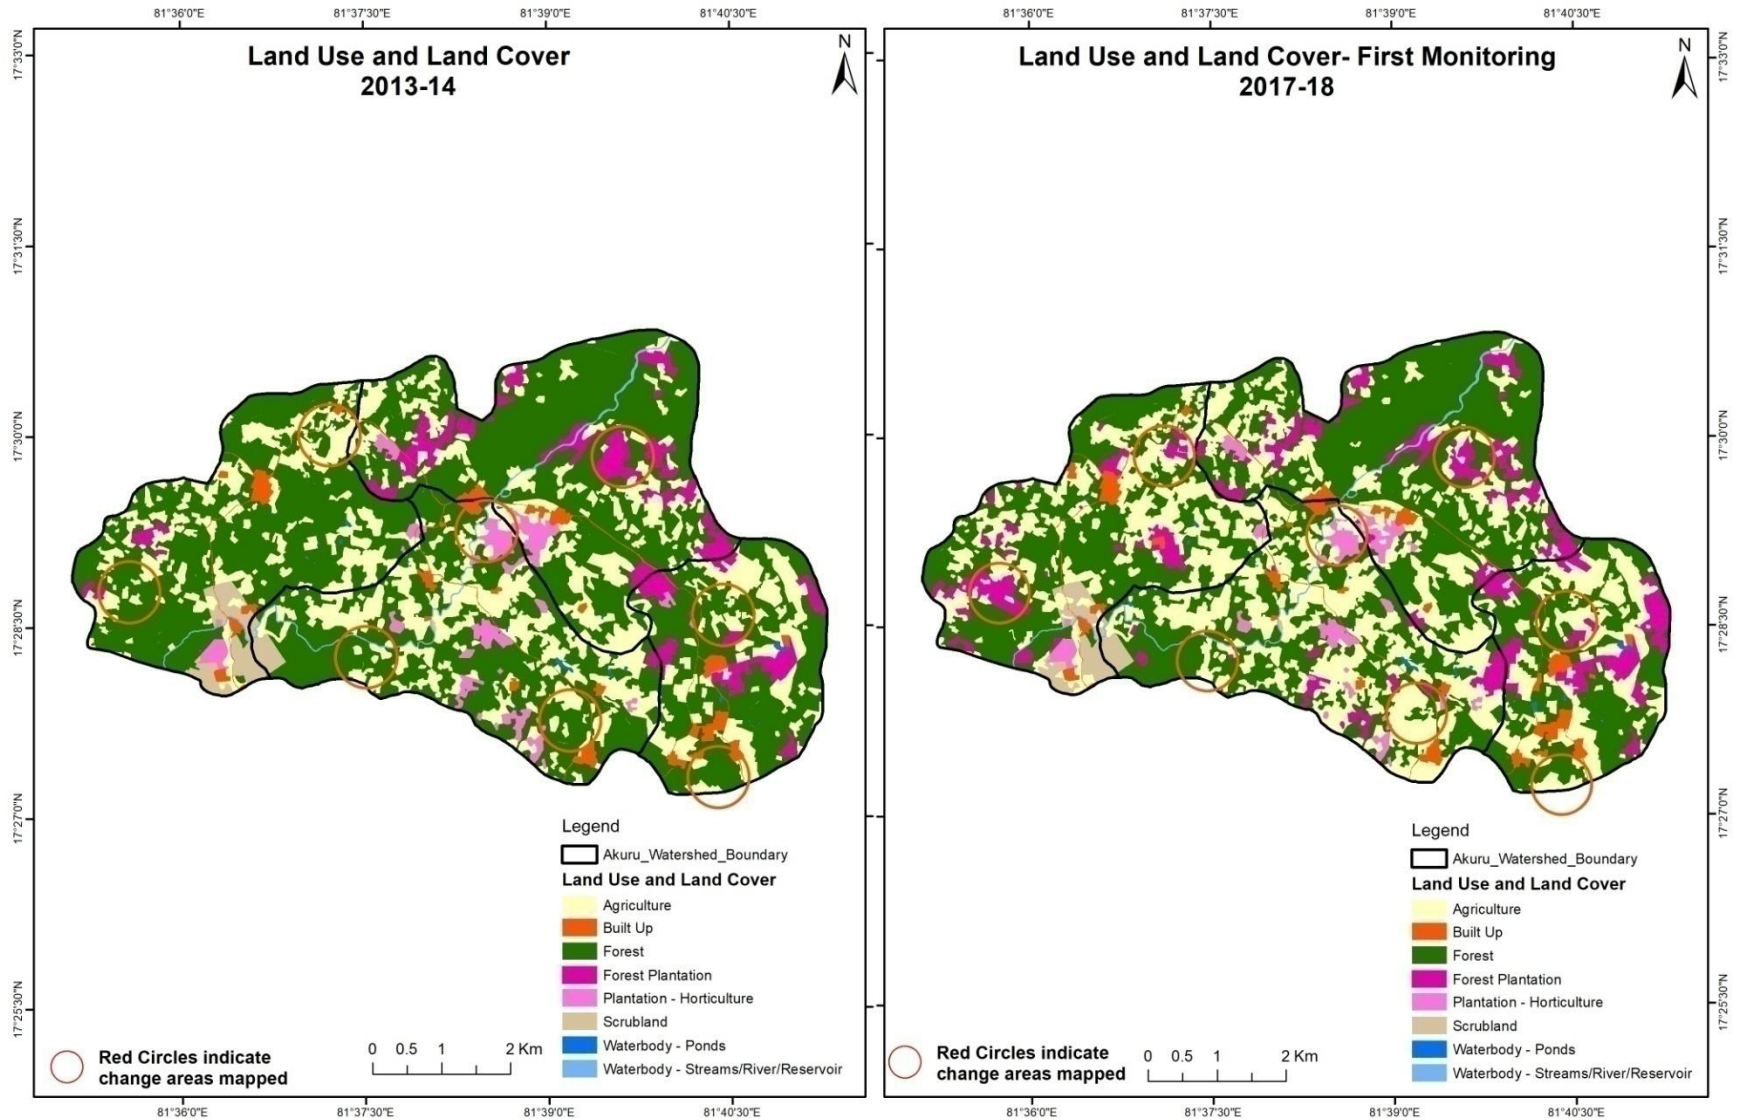 81°36'0"E 81°37'30"E 81°39'0"E 81°40'30"E
Land Use and Land Cover
2013-14
N
17°33'0"N
17°31'30"N
17°30'0"N
17°28'30"N
17°27'0"N
17°25'30"N
Legend
Akuru_Watershed_Boundary
Land Use and Land Cover
Agriculture
Built Up
Forest
Forest Plantation
Plantation - Horticulture
Scrubland
Waterbody - Ponds
Waterbody - Streams/River/Reservoir
Red Circles indicate
change areas mapped
0 0.5 1 2 Km
81°36'0"E 81°37'30"E 81°39'0"E 81°40'30"E
81°36'0"E 81°37'30"E 81°39'0"E 81°40'30"E
Land Use and Land Cover- First Monitoring
2017-18
N
17°33'0"N
17°31'30"N
17°30'0"N
17°28'30"N
17°27'0"N
17°25'30"N
Legend
Akuru_Watershed_Boundary
Land Use and Land Cover
Agriculture
Built Up
Forest
Forest Plantation
Plantation - Horticulture
Scrubland
Waterbody - Ponds
Waterbody - Streams/River/Reservoir
Red Circles indicate
change areas mapped
0 0.5 1 2 Km
81°36'0"E 81°37'30"E 81°39'0"E 81°40'30"E